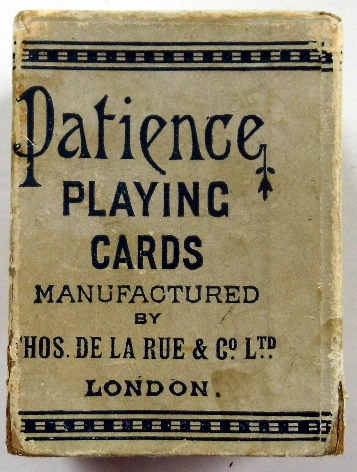 Patience
PLAYING
CARDS
MANUFACTURED
BY
HOS. DE LA RUE & Co. LTD
LONDON.